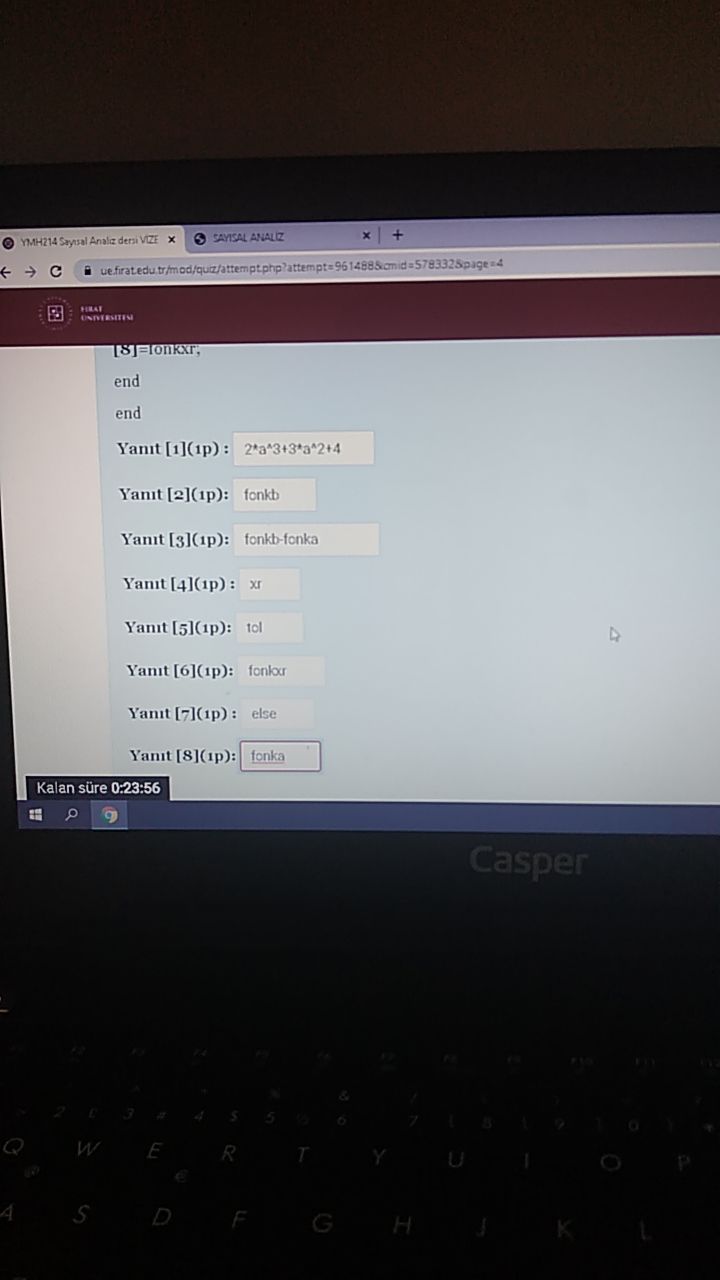 YMH214 Sayısal Analiz dersi VİZE
SAYISAL ANALİZ
ue.firat.edu.tr/mod/quiz/attempt.php?attempt=961488&cmid=578332&page=4
FIRAT
ÜNİVERSİTESİ
[8]=fonkxr;
end
end
Yanıt [1](1p) : 2*a^3+3*a^2+4
Yanıt [2](1p): fonkb
Yanıt [3](1p): fonkb-fonka
Yanıt [4](1p) : xr
Yanıt [5](1p): tol
Yanıt [6](1p): fonkxr
Yanıt [7](1p) : else
Yanıt [8](1p): fonka
Kalan süre 0:23:56
Casper
Q W E R T Y U I O P
A S D F G H J K L